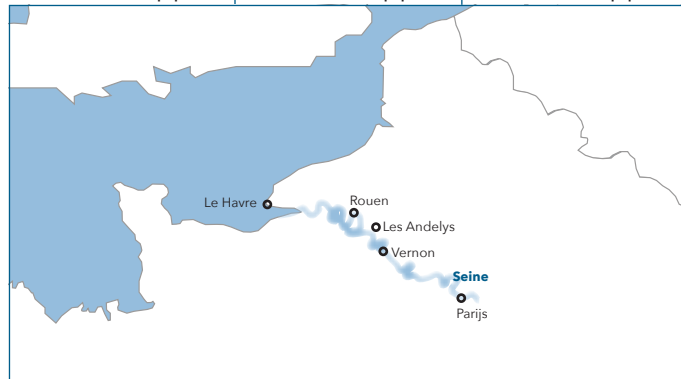 Le Havre
Rouen
Les Andelys
Vernon
Seine
Parijs